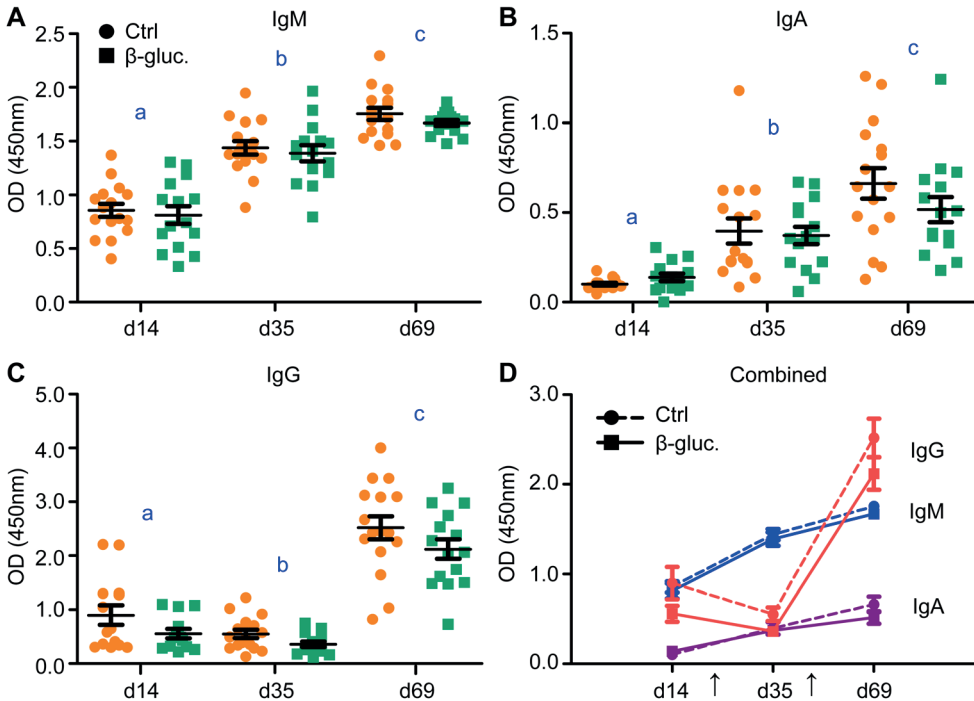 A
IgM
Ctrl
β-gluc.
OD (450nm)
2.5
2.0
1.5
1.0
0.5
0.0
a
b
c
d14
d35
d69
B
IgA
OD (450nm)
1.5
1.0
0.5
0.0
a
b
c
d14
d35
d69
C
IgG
OD (450nm)
5.0
4.0
3.0
2.0
1.0
0.0
a
b
c
d14
d35
d69
D
Combined
Ctrl
β-gluc.
OD (450nm)
3.0
2.0
1.0
0.0
IgG
IgM
IgA
d14 ↑ d35 ↑ d69